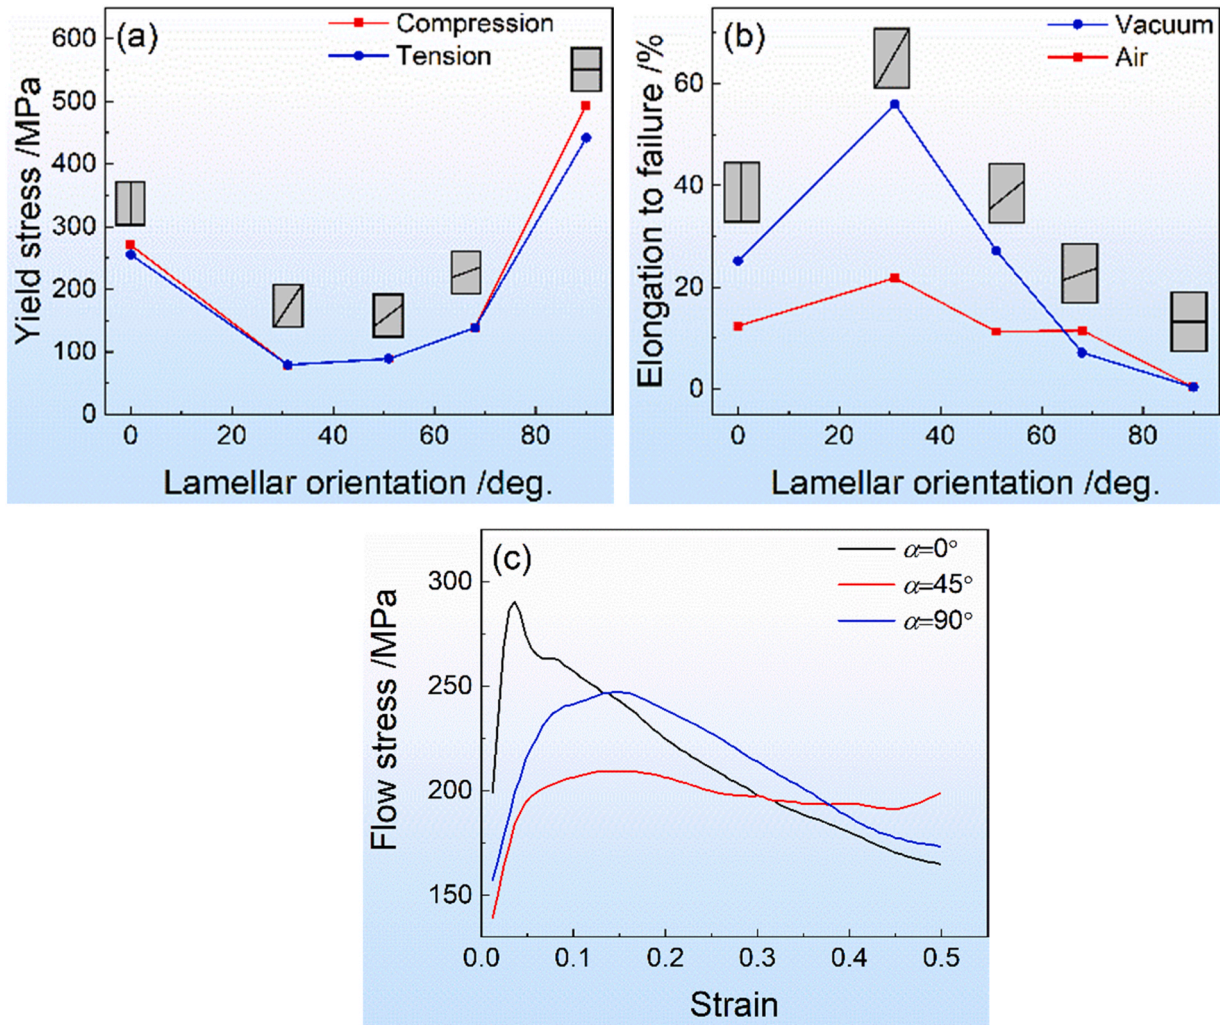 (a)
Compression
Tension
600
500
400
300
200
100
0
Yield stress /MPa
0 20 40 60 80
Lamellar orientation /deg.
(b)
Vacuum
Air
60
40
20
0
Elongation to failure /%
0 20 40 60 80
Lamellar orientation /deg.
(c)
α=0°
α=45°
α=90°
300
250
200
150
Flow stress /MPa
0.0 0.1 0.2 0.3 0.4 0.5
Strain